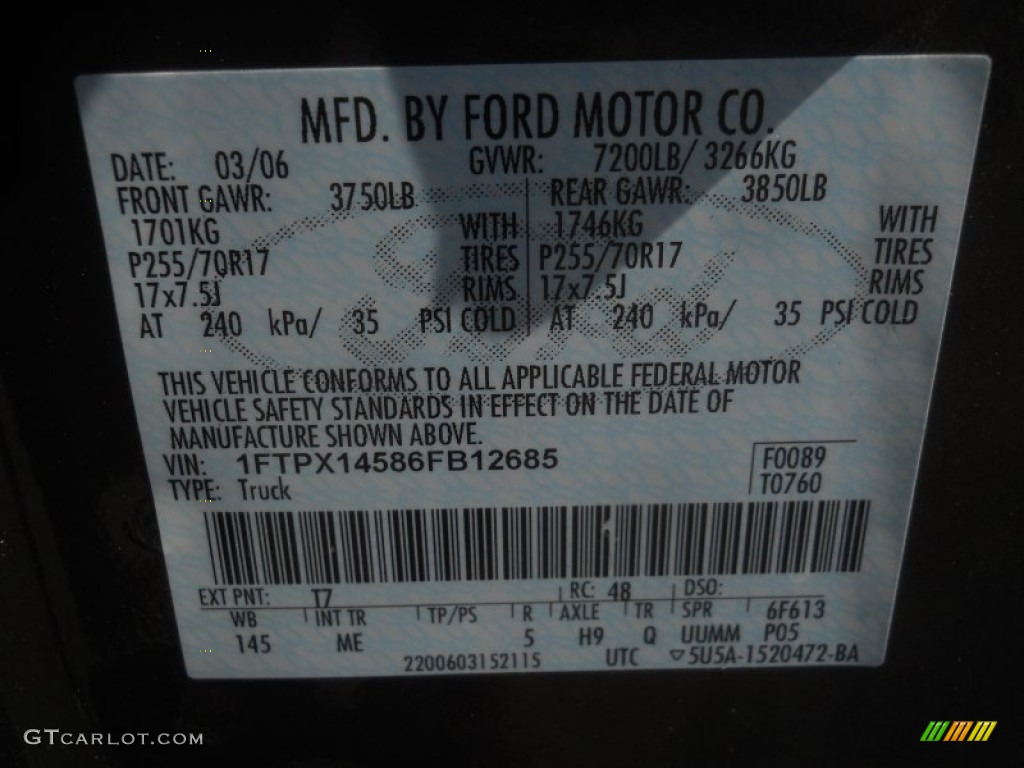 MFD. BY FORD MOTOR CO.
DATE: 03/06 GVWR: 7200LB/ 3266KG
FRONT GAWR: 3750LB REAR GAWR: 3850LB
1701KG WITH 1746KG WITH
P255/70R17 TIRES P255/70R17 TIRES
17x7.5J RIMS 17x7.5J RIMS
AT 240 kPa/ 35 PSI COLD AT 240 kPa/ 35 PSI COLD
THIS VEHICLE CONFORMS TO ALL APPLICABLE FEDERAL MOTOR
VEHICLE SAFETY STANDARDS IN EFFECT ON THE DATE OF
MANUFACTURE SHOWN ABOVE.
VIN: 1FTPX14586FB12685 F0089
TYPE: Truck T0760
EXT PNT: T7 RC: 48 DSO:
WB INT TR TP/PS R AXLE TR SPR 6F613
145 ME 5 H9 Q UUMM P05
2200603152115 UTC ▽5U5A-1520472-BA
GTCARLOT.COM